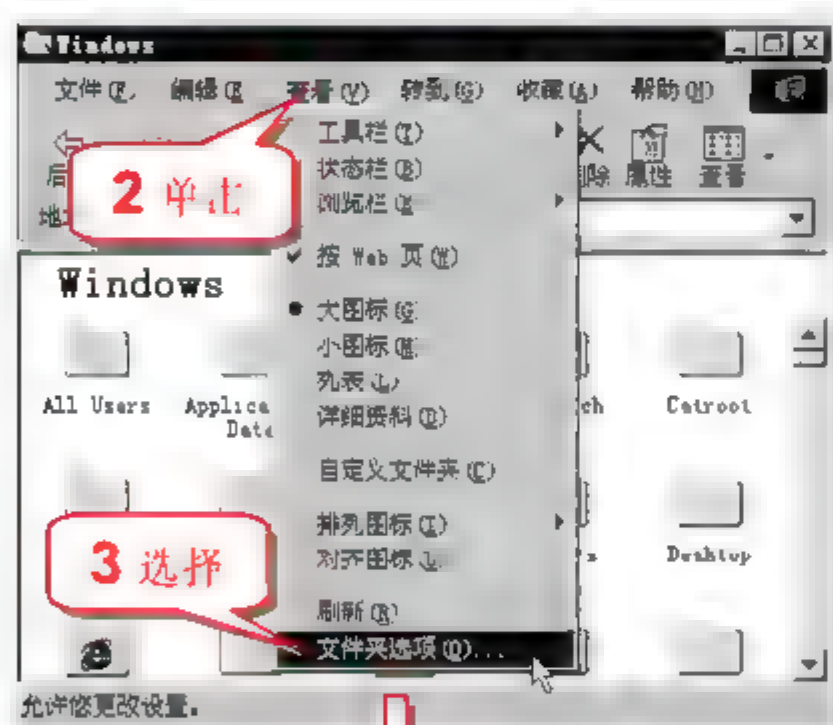 Windows
文件(F) 编辑(E) 查看(V) 转到(G) 收藏(A) 帮助(H)
删除 属性 查看
2 单击
工具栏(T)
状态栏(B)
浏览栏(E)
按 Web 页(W)
Windows
大图标(G)
小图标(M)
列表(L)
详细资料(D)
All Users Catroot
自定义文件夹(C)
排列图标(I)
对齐图标
3 选择
Desktop
刷新(R)
文件夹选项(O)...
允许您更改设置。